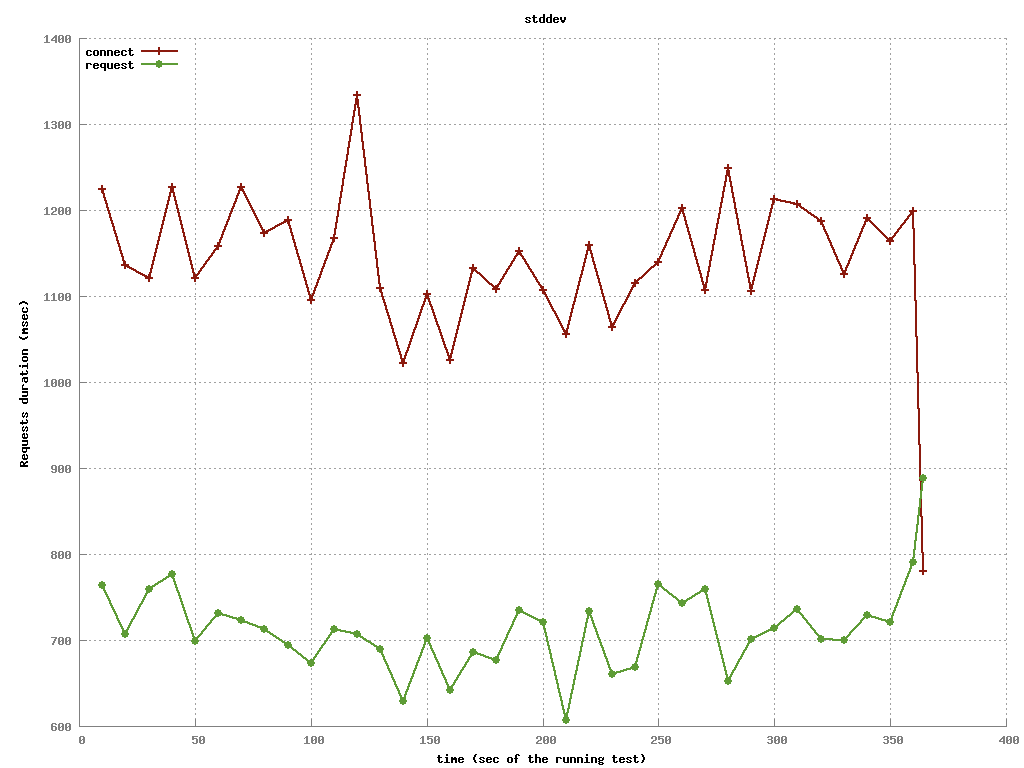 stddev
connect
request
1400
1300
1200
1100
1000
900
800
700
600
Requests duration (msec)
0 50 100 150 200 250 300 350 400
time (sec of the running test)